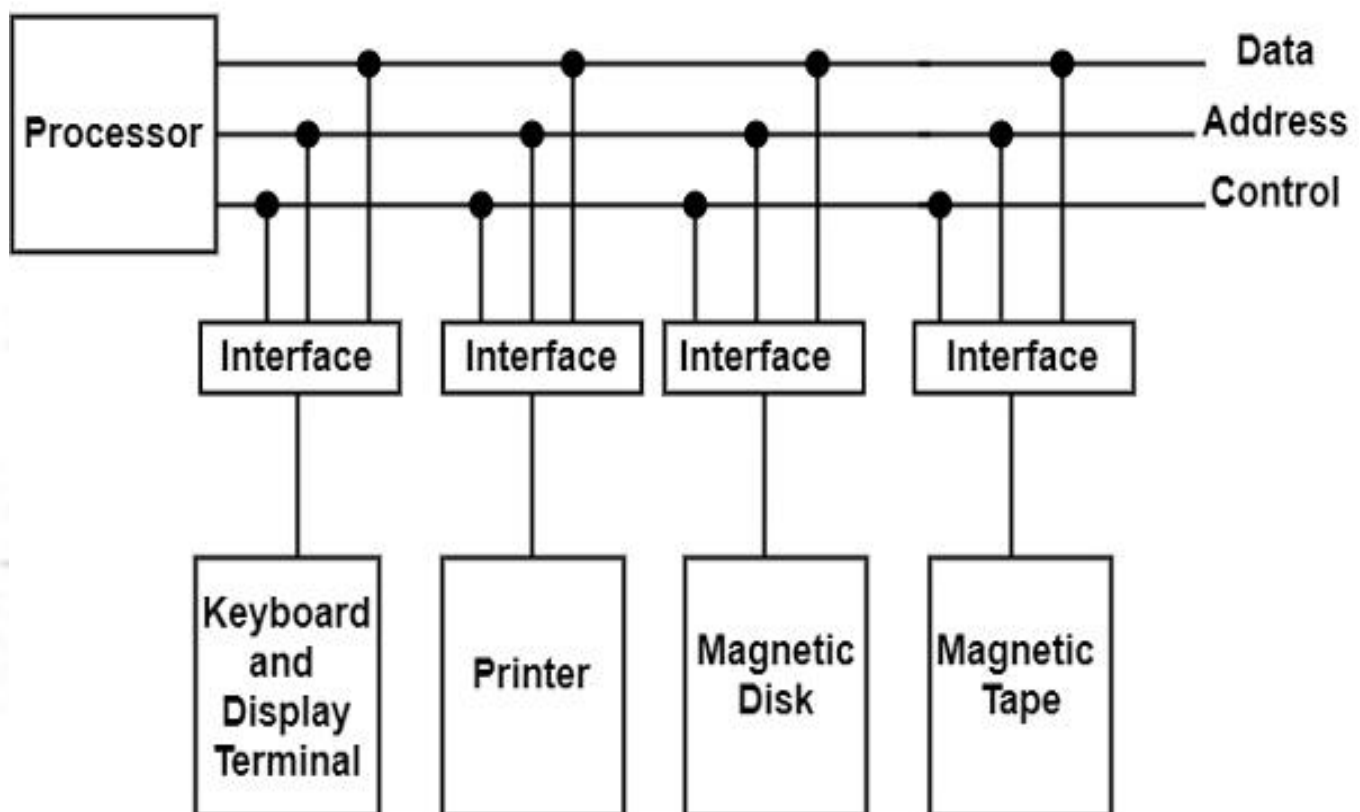 Data
Processor
Address
Control
Interface
Interface
Interface
Interface
Keyboard
and
Display
Terminal
Printer
Magnetic
Disk
Magnetic
Tape